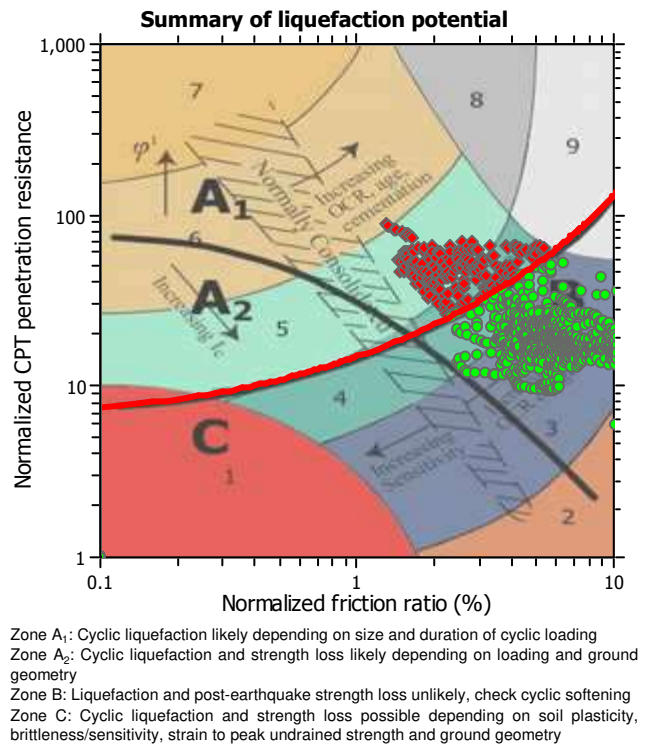 Summary of liquefaction potential
Normalized CPT penetration resistance
1,000
100
10
1
0.1
1
10
Normalized friction ratio (%)
7
8
9
φ'
A1
Normally Consolidated
Increasing
OCR, age,
cementation
6
A2
Increasing Ic
5
B
4
C
1
Increasing
Sensitivity
OCR,
3
2
Zone A1: Cyclic liquefaction likely depending on size and duration of cyclic loading
Zone A2: Cyclic liquefaction and strength loss likely depending on loading and ground
geometry
Zone B: Liquefaction and post-earthquake strength loss unlikely, check cyclic softening
Zone C: Cyclic liquefaction and strength loss possible depending on soil plasticity,
brittleness/sensitivity, strain to peak undrained strength and ground geometry